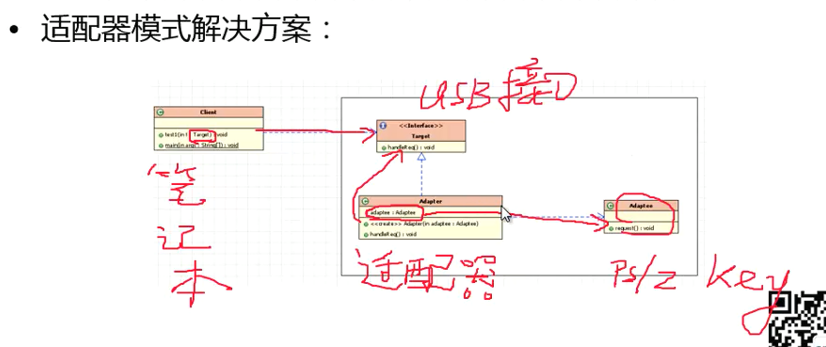 • 适配器模式解决方案：
USB接口
Client
test1(in t : Target) : void
main(in args : String[]) : void
<<Interface>>
Target
handleReq() : void
Adapter
adaptee : Adaptee
<<create>> Adapter(in adaptee : Adaptee)
handleReq() : void
Adaptee
request() : void
笔
记
本
适配器
PS/2 key